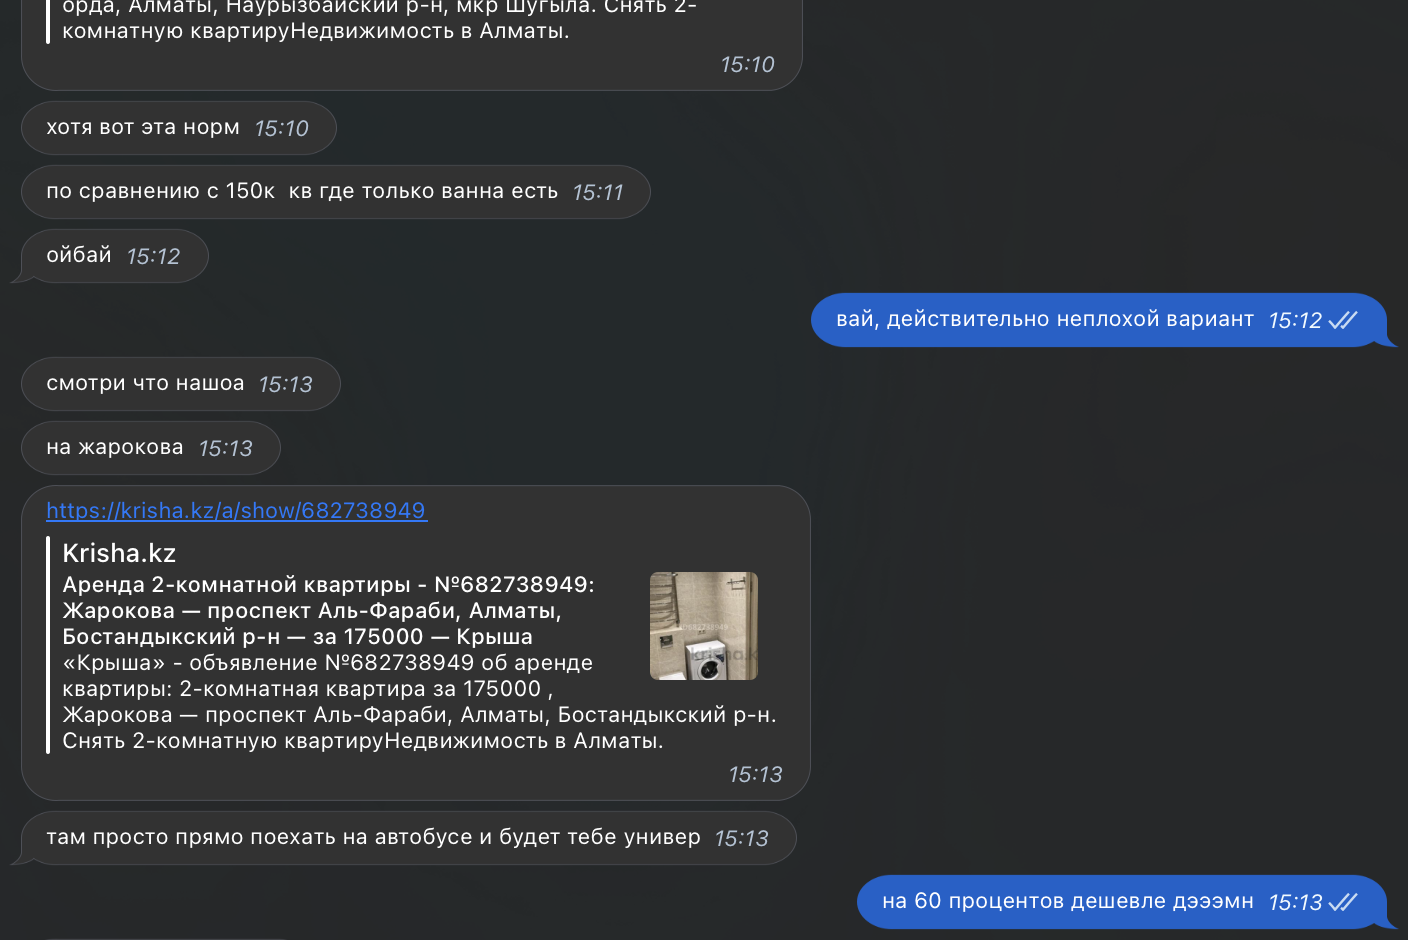 орда, Алматы, Наурызбайский р-н, мкр Шугыла. Снять 2-
комнатную квартируНедвижимость в Алматы.
15:10
хотя вот эта норм 15:10
по сравнению с 150к  кв где только ванна есть 15:11
ойбай 15:12
вай, действительно неплохой вариант 15:12
смотри что нашоа 15:13
на жарокова 15:13
https://krisha.kz/a/show/682738949
Krisha.kz
Аренда 2-комнатной квартиры - №682738949:
Жарокова — проспект Аль-Фараби, Алматы,
Бостандыкский р-н — за 175000 — Крыша
«Крыша» - объявление №682738949 об аренде
квартиры: 2-комнатная квартира за 175000 ,
Жарокова — проспект Аль-Фараби, Алматы, Бостандыкский р-н.
Снять 2-комнатную квартируНедвижимость в Алматы.
15:13
там просто прямо поехать на автобусе и будет тебе универ 15:13
на 60 процентов дешевле дэээмн 15:13